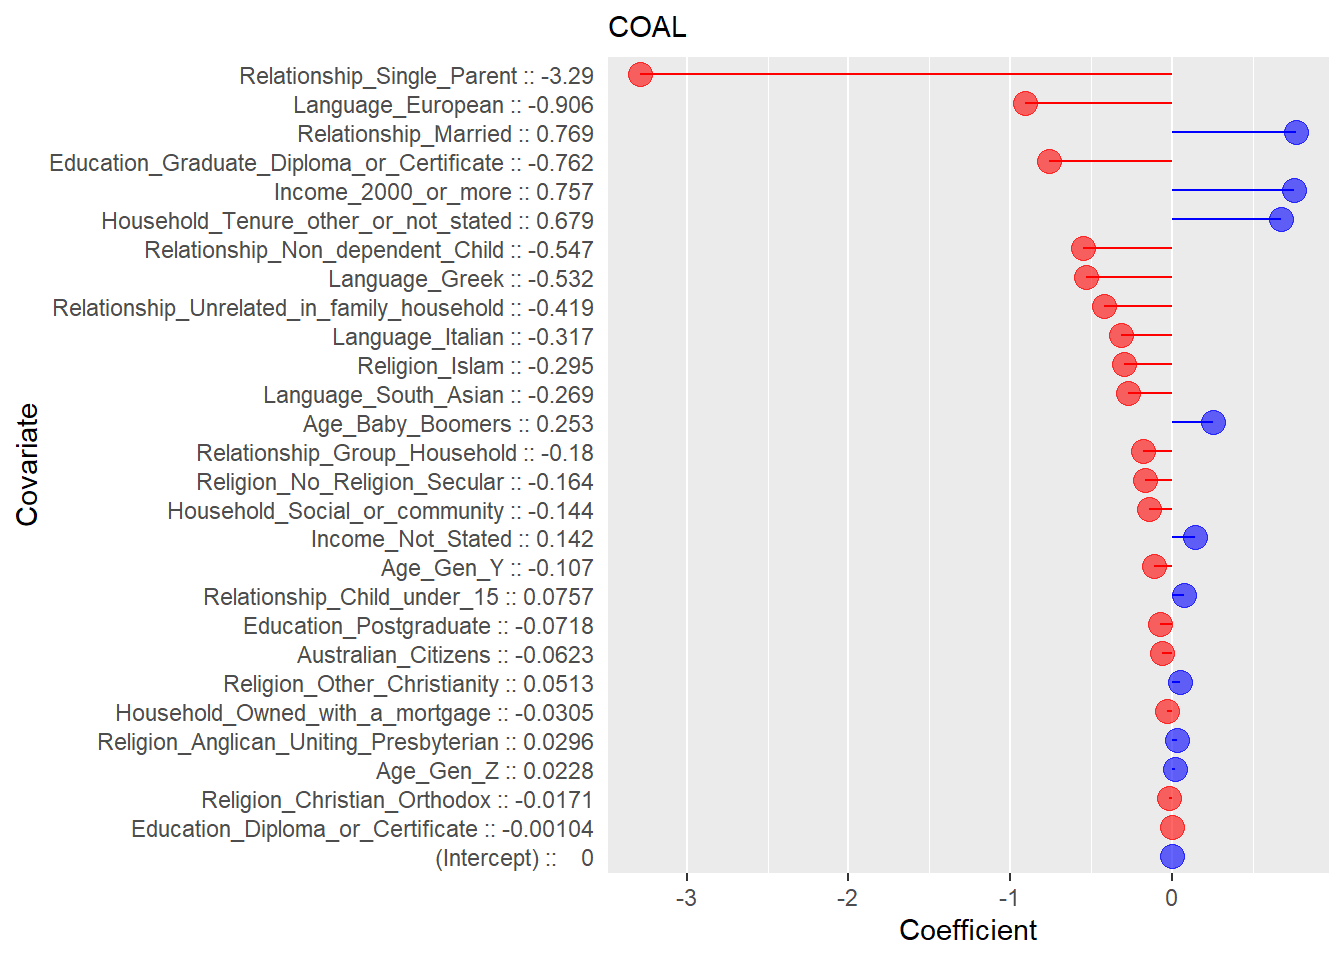 COAL
Relationship_Single_Parent :: -3.29
Language_European :: -0.906
Relationship_Married :: 0.769
Education_Graduate_Diploma_or_Certificate :: -0.762
Income_2000_or_more :: 0.757
Household_Tenure_other_or_not_stated :: 0.679
Relationship_Non_dependent_Child :: -0.547
Language_Greek :: -0.532
Relationship_Unrelated_in_family_household :: -0.419
Language_Italian :: -0.317
Religion_Islam :: -0.295
Language_South_Asian :: -0.269
Age_Baby_Boomers :: 0.253
Relationship_Group_Household :: -0.18
Religion_No_Religion_Secular :: -0.164
Household_Social_or_community :: -0.144
Income_Not_Stated :: 0.142
Age_Gen_Y :: -0.107
Relationship_Child_under_15 :: 0.0757
Education_Postgraduate :: -0.0718
Australian_Citizens :: -0.0623
Religion_Other_Christianity :: 0.0513
Household_Owned_with_a_mortgage :: -0.0305
Religion_Anglican_Uniting_Presbyterian :: 0.0296
Age_Gen_Z :: 0.0228
Religion_Christian_Orthodox :: -0.0171
Education_Diploma_or_Certificate :: -0.00104
(Intercept) :: 0
Covariate
-3 -2 -1 0
Coefficient